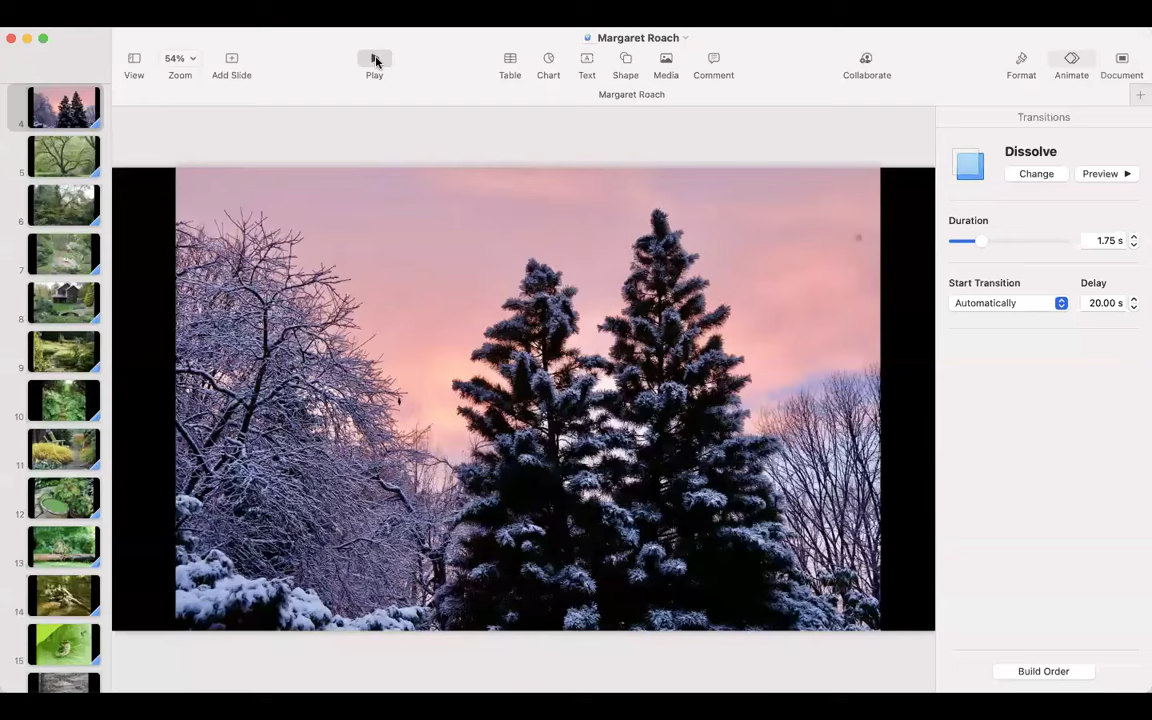 Margaret Roach
54%
View
Zoom
Add Slide
Play
Table
Chart
Text
Shape
Media
Comment
Collaborate
Format
Animate
Document
Margaret Roach
Transitions
Dissolve
Change
Preview
Duration
1.75 s
Start Transition
Delay
Automatically
20.00 s
Build Order
4
5
6
7
8
9
10
11
12
13
14
15